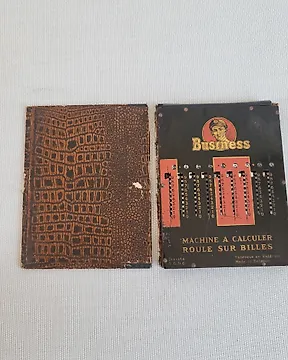 Business
MACHINE A CALCULER
ROULE SUR BILLES